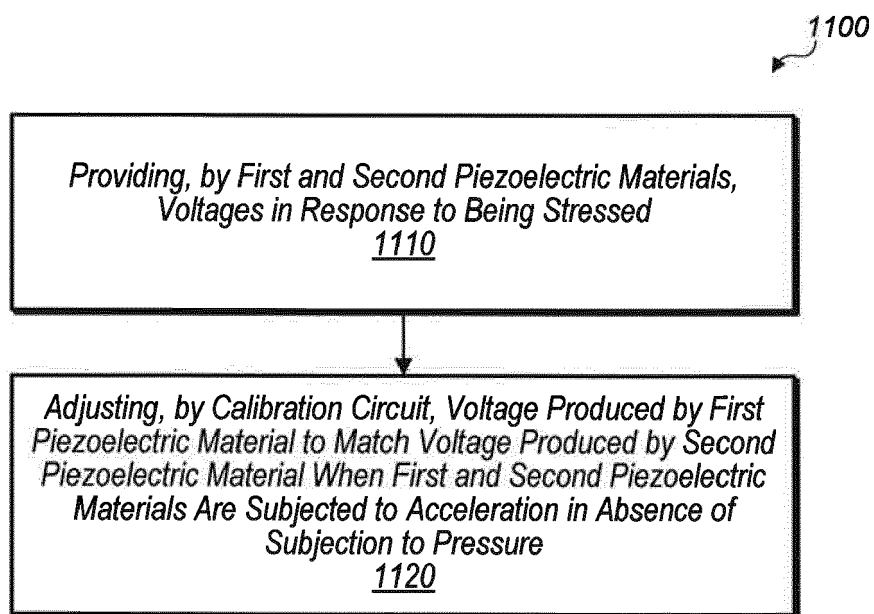 1100
Providing, by First and Second Piezoelectric Materials,
Voltages in Response to Being Stressed
1110
Adjusting, by Calibration Circuit, Voltage Produced by First
Piezoelectric Material to Match Voltage Produced by Second
Piezoelectric Material When First and Second Piezoelectric
Materials Are Subjected to Acceleration in Absence of
Subjection to Pressure
1120